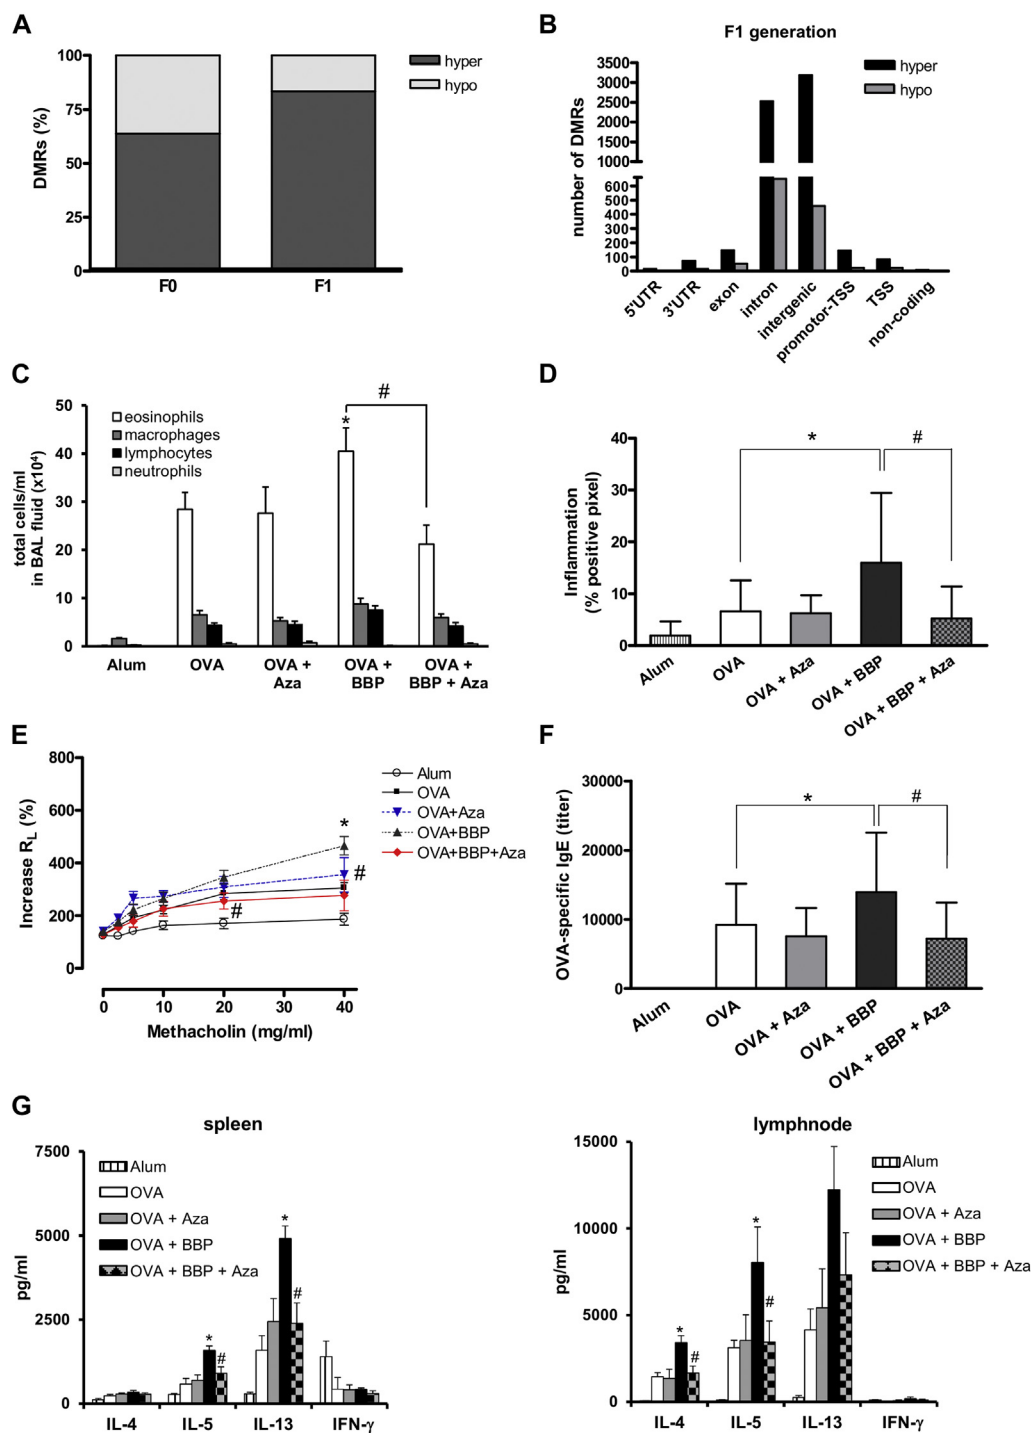 A
100
75
50
25
0
DMRs (%)
F0
F1
hyper
hypo
B
F1 generation
3500
3000
2500
2000
1500
1000
600
500
400
300
200
100
0
number of DMRs
hyper
hypo
5'UTR
3'UTR
exon
intron
intergenic
promotor-TSS
TSS
non-coding
C
50
40
30
20
10
0
total cells/ml
in BAL fluid (x10⁴)
eosinophils
macrophages
lymphocytes
neutrophils
*
#
Alum
OVA
OVA +
Aza
OVA +
BBP
OVA +
BBP + Aza
D
40
30
20
10
0
Inflammation
(% positive pixel)
*
#
Alum
OVA
OVA + Aza
OVA + BBP
OVA + BBP + Aza
E
800
600
400
200
0
Increase R_L (%)
0
10
20
30
40
Methacholin (mg/ml)
Alum
OVA
OVA+Aza
OVA+BBP
OVA+BBP+Aza
*
#
#
F
30000
20000
10000
0
OVA-specific IgE (titer)
*
#
Alum
OVA
OVA + Aza
OVA + BBP
OVA + BBP + Aza
G
spleen
7500
5000
2500
0
pg/ml
Alum
OVA
OVA + Aza
OVA + BBP
OVA + BBP + Aza
*
#
*
#
IL-4
IL-5
IL-13
IFN-γ
lymphnode
15000
10000
5000
0
pg/ml
Alum
OVA
OVA + Aza
OVA + BBP
OVA + BBP + Aza
*
#
*
#
IL-4
IL-5
IL-13
IFN-γ